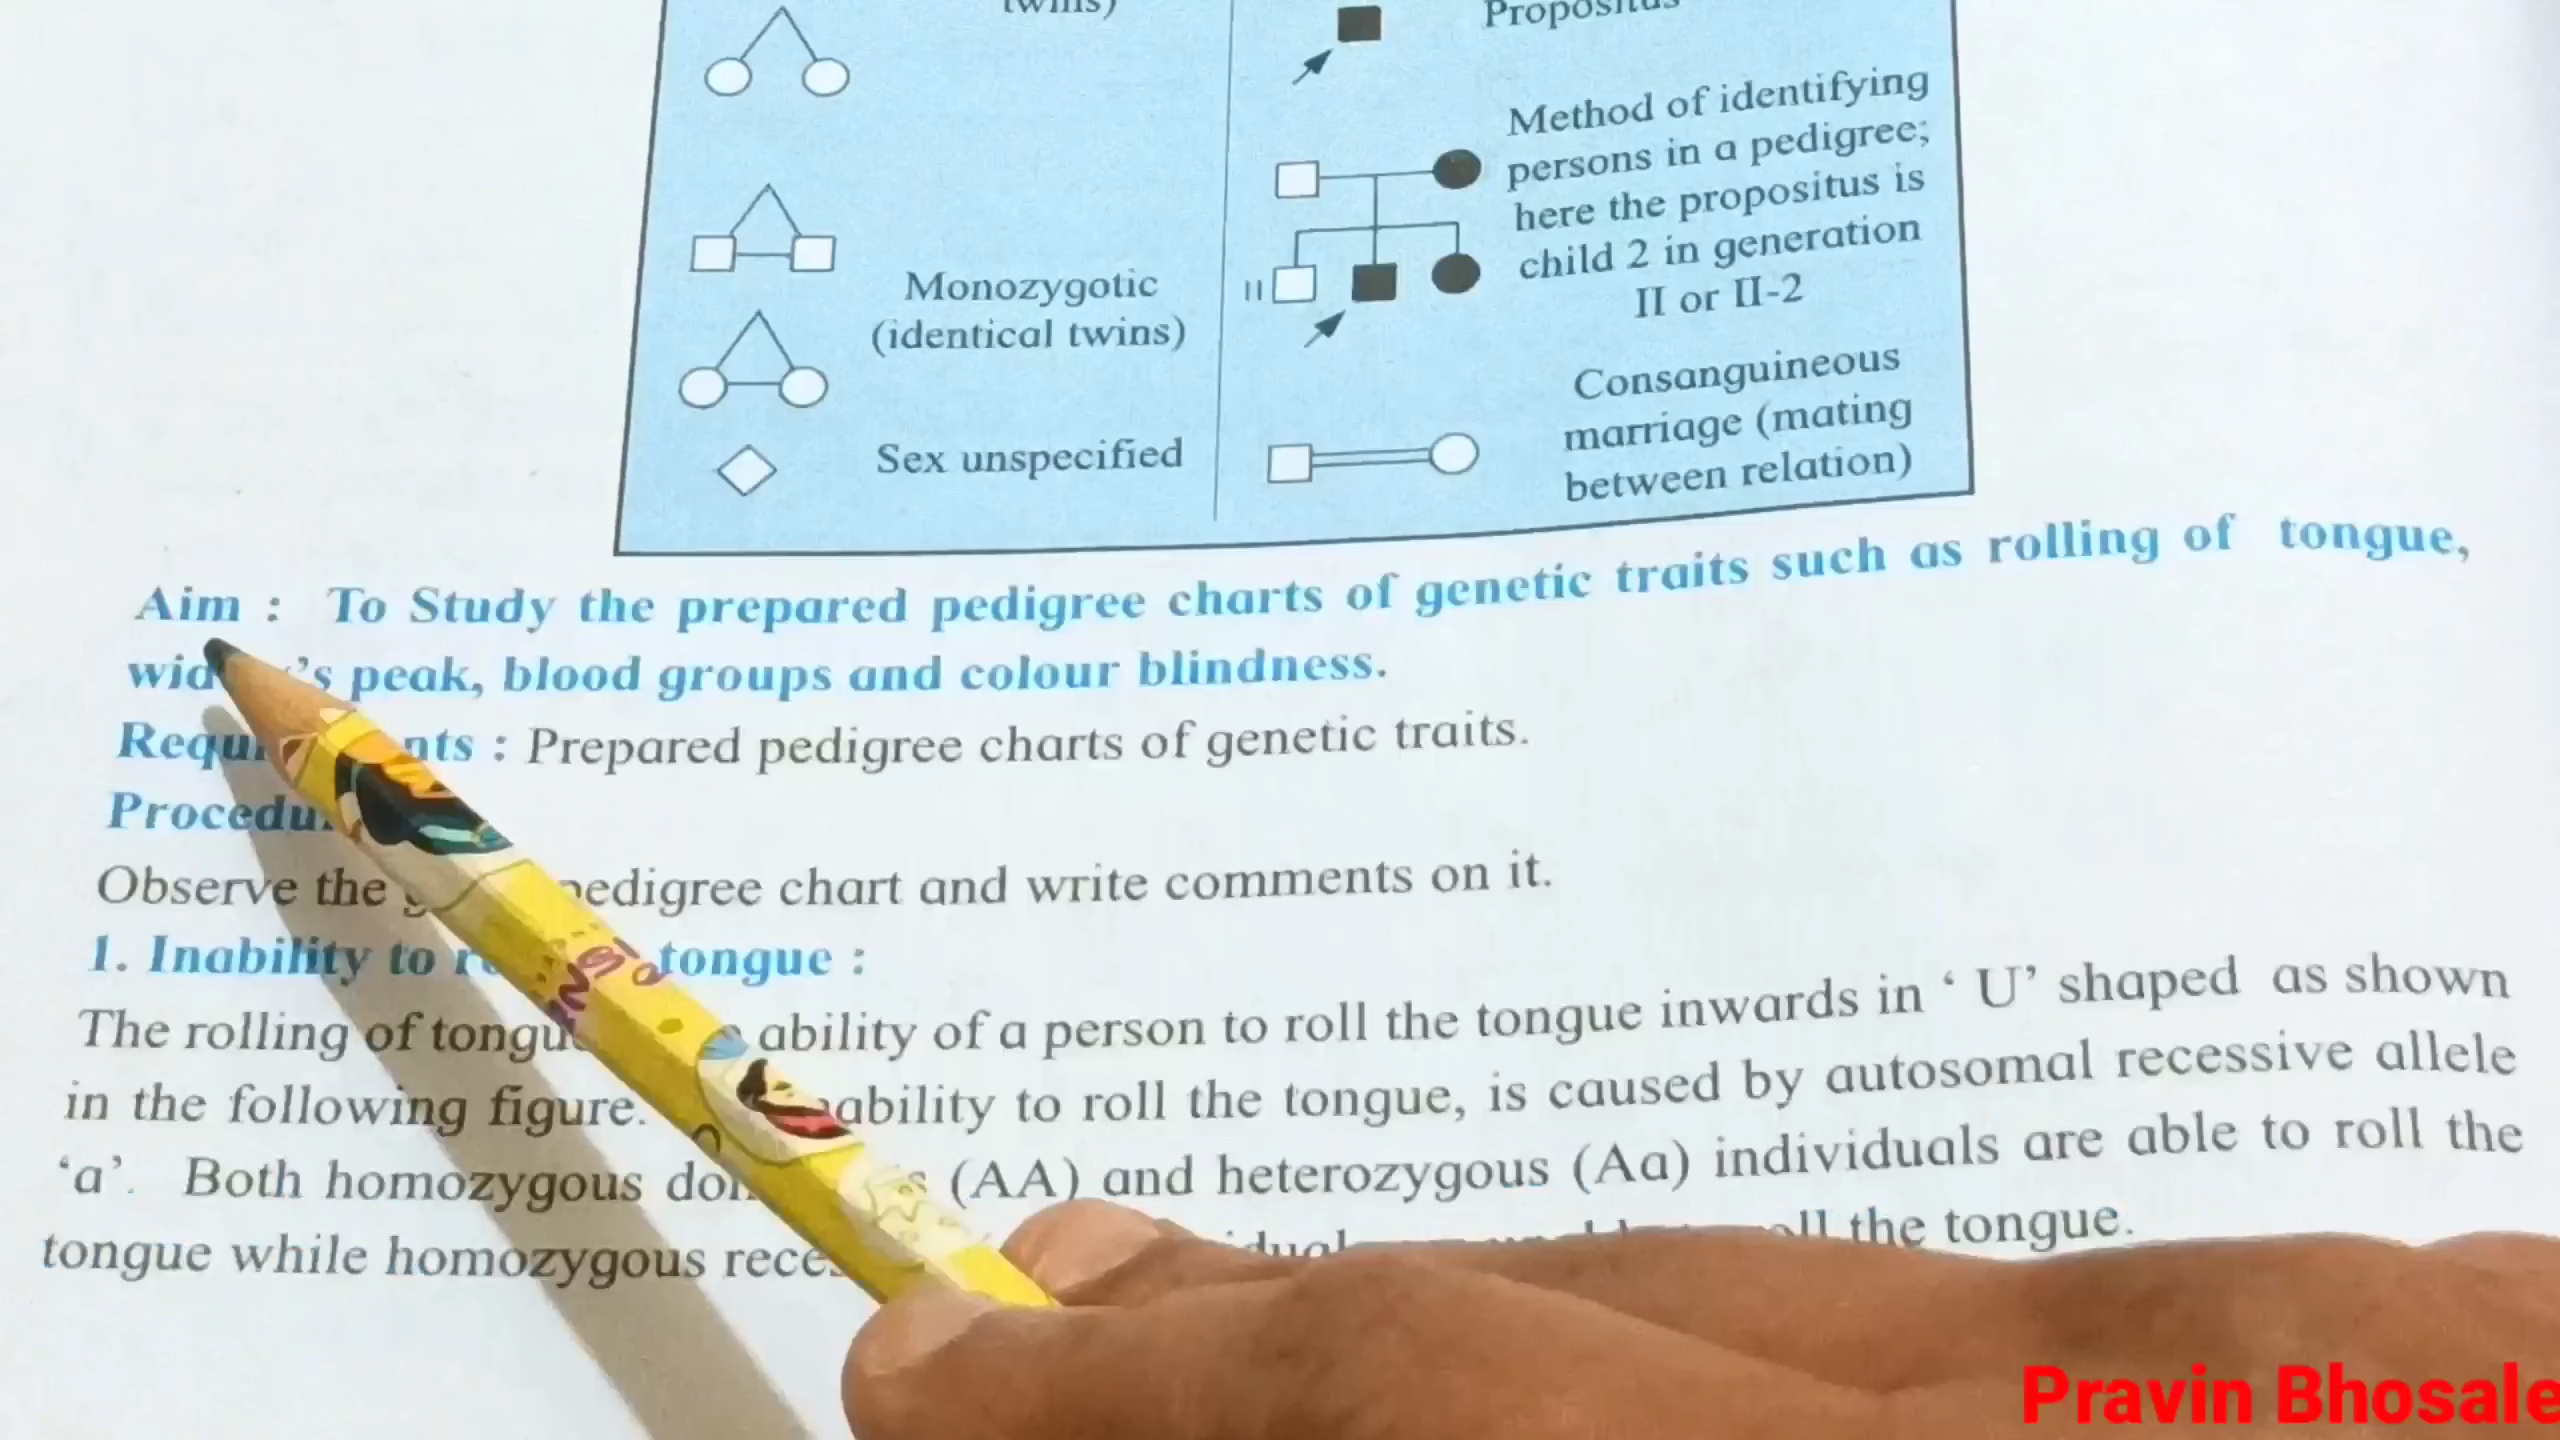 twins)
Propositus
Method of identifying
persons in a pedigree;
here the propositus is
child 2 in generation
II or II-2
II
Monozygotic
(identical twins)
Sex unspecified
Consanguineous
marriage (mating
between relation)
Aim : To Study the prepared pedigree charts of genetic traits such as rolling of tongue,
wid 's peak, blood groups and colour blindness.
Requ nts : Prepared pedigree charts of genetic traits.
Procedu
Observe the pedigree chart and write comments on it.
1. Inability to tongue :
The rolling of tongu ability of a person to roll the tongue inwards in ' U' shaped as shown
in the following figure. ability to roll the tongue, is caused by autosomal recessive allele
'a'. Both homozygous do (AA) and heterozygous (Aa) individuals are able to roll the
tongue while homozygous rece the tongue.
Pravin Bhosale